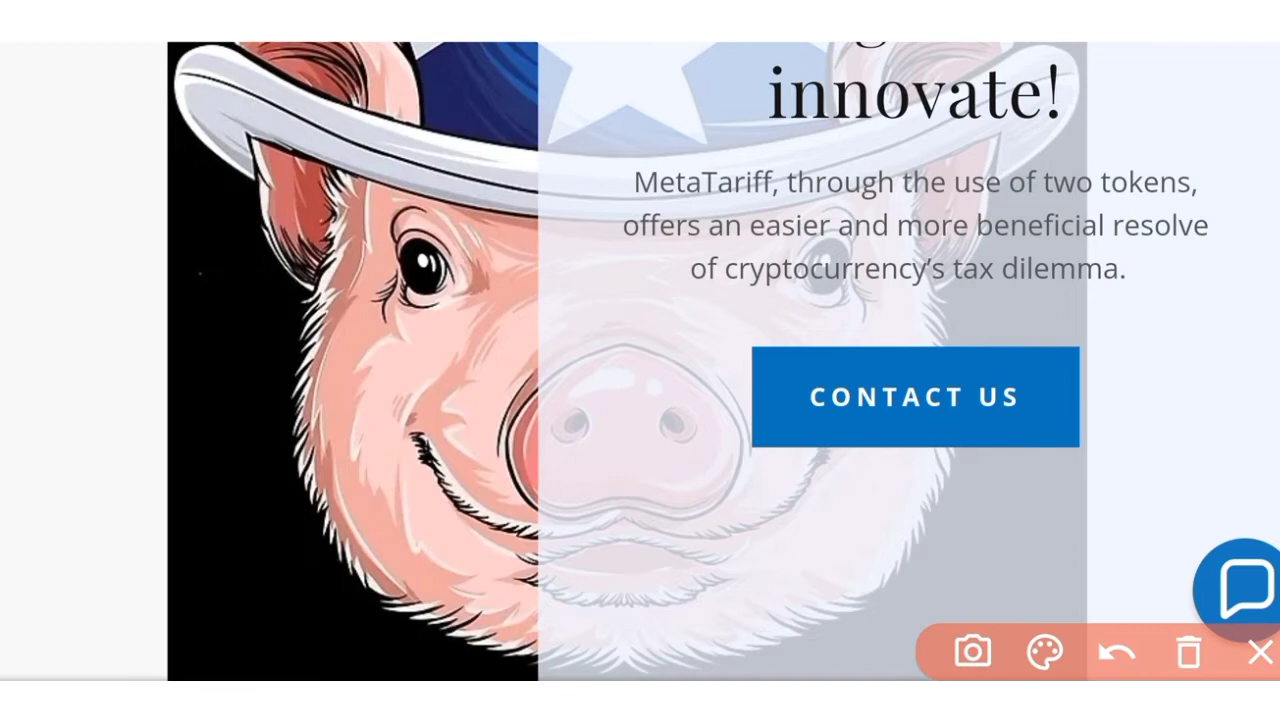 innovate!
MetaTariff, through the use of two tokens,
offers an easier and more beneficial resolve
of cryptocurrency’s tax dilemma.
CONTACT US